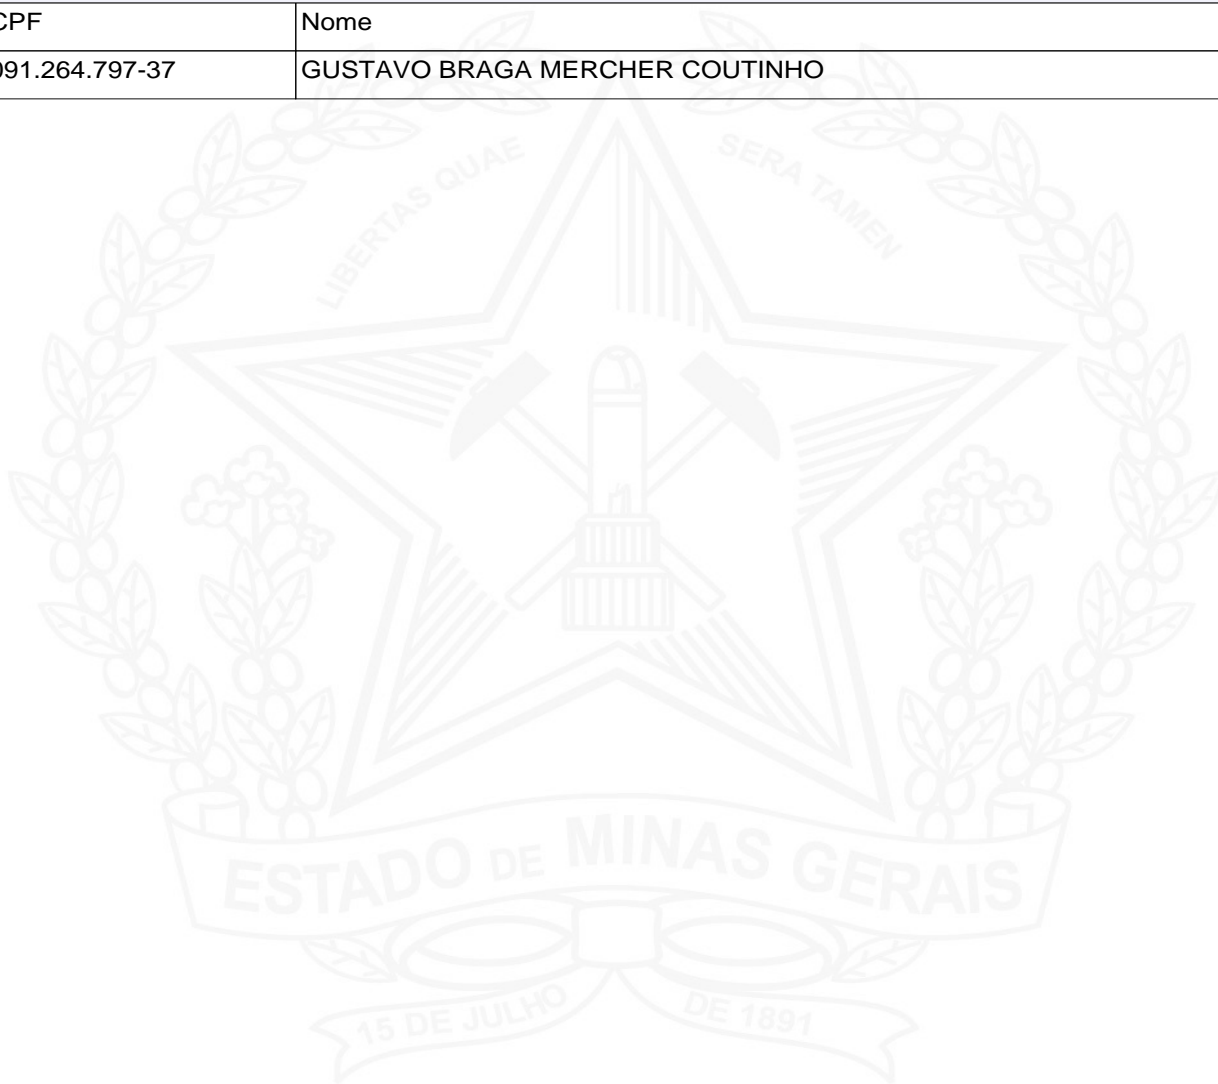 CPF Nome
091.264.797-37 GUSTAVO BRAGA MERCHER COUTINHO
LIBERTAS QUAE SERA TAMEN
ESTADO DE MINAS GERAIS
15 DE JULHO DE 1891